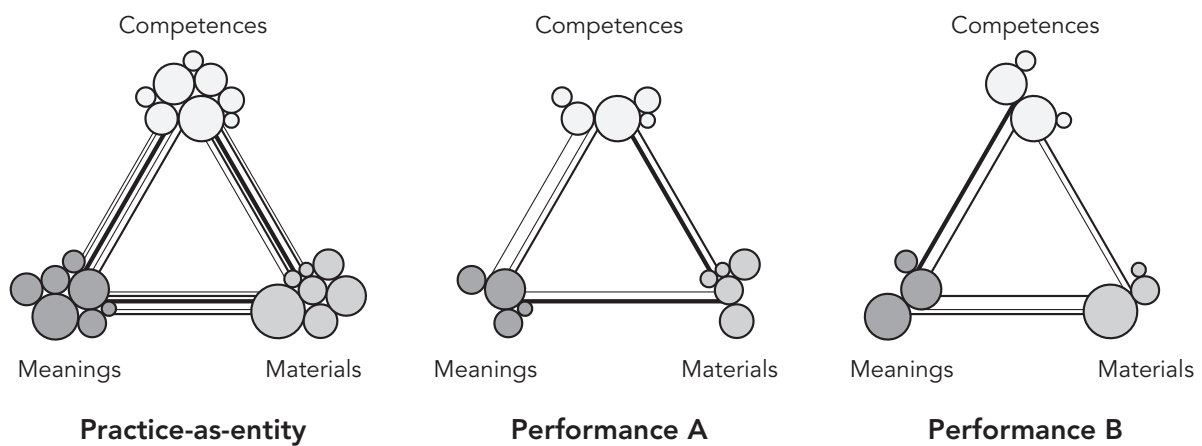 Competences
Competences
Competences
Meanings
Materials
Meanings
Materials
Meanings
Materials
Practice-as-entity
Performance A
Performance B